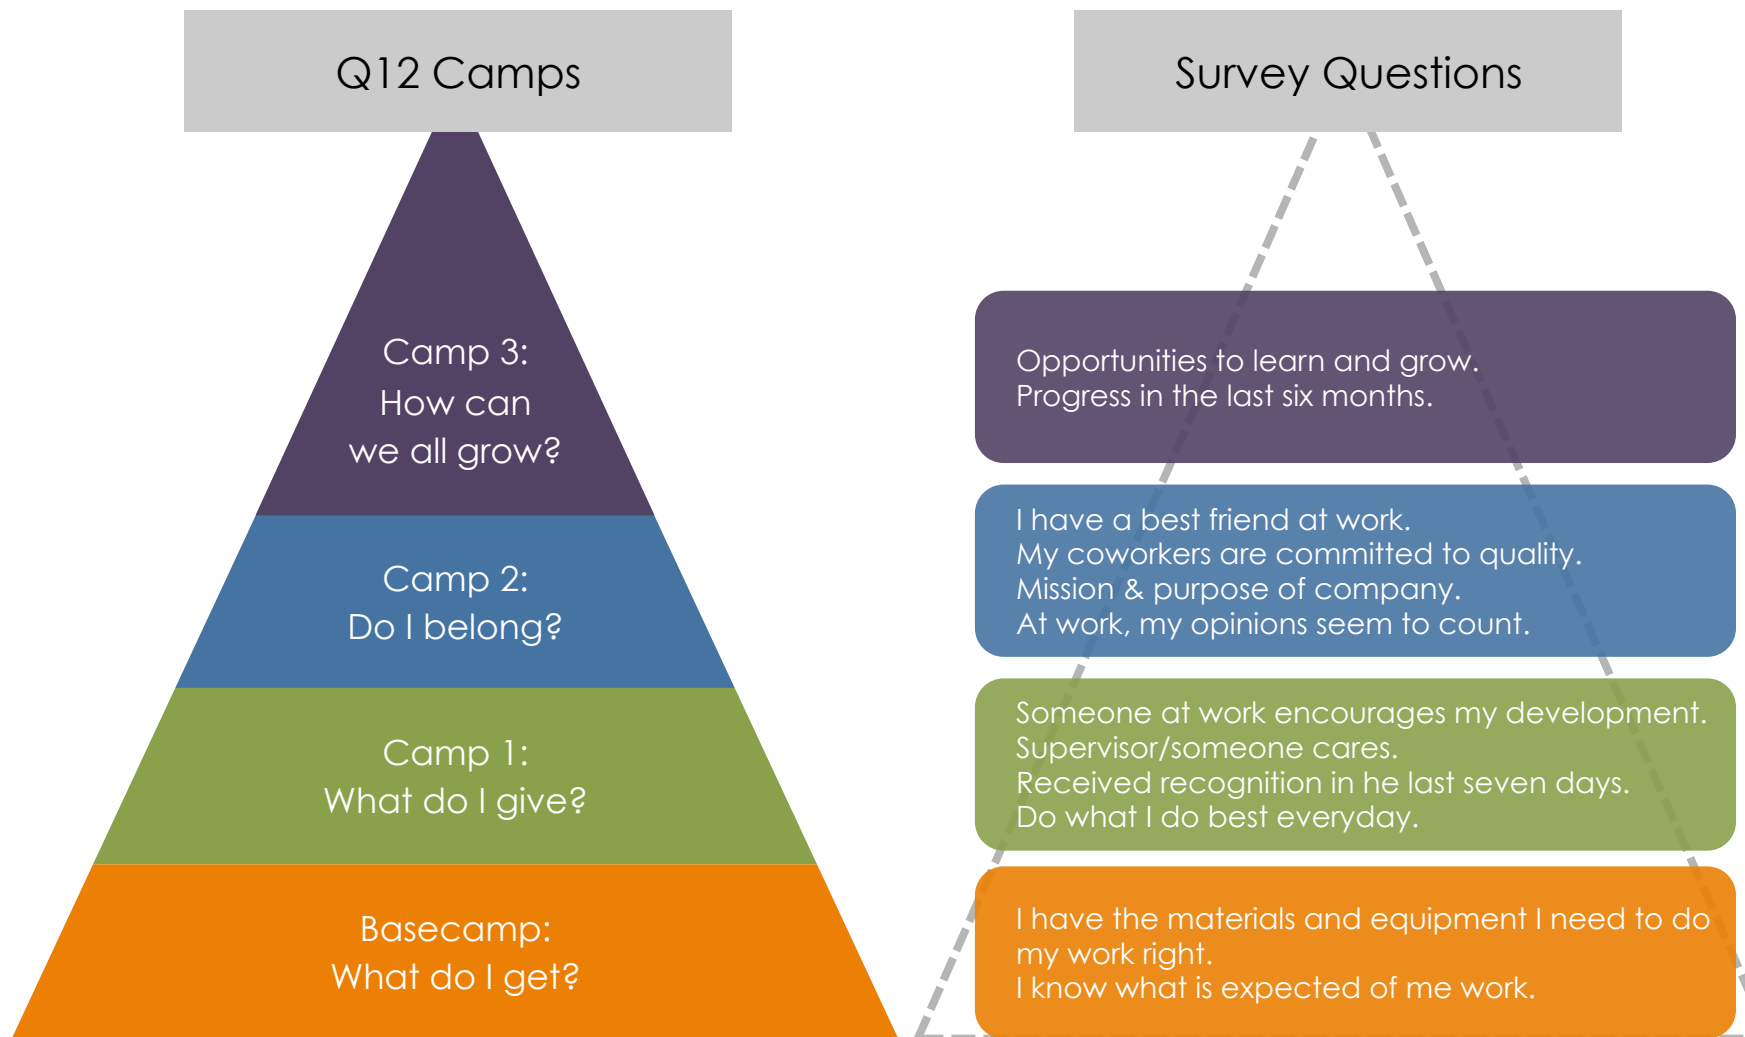 Q12 Camps
Camp 3:
How can
we all grow?
Camp 2:
Do I belong?
Camp 1:
What do I give?
Basecamp:
What do I get?
Survey Questions
Opportunities to learn and grow.
Progress in the last six months.
I have a best friend at work.
My coworkers are committed to quality.
Mission & purpose of company.
At work, my opinions seem to count.
Someone at work encourages my development.
Supervisor/someone cares.
Received recognition in he last seven days.
Do what I do best everyday.
I have the materials and equipment I need to do
my work right.
I know what is expected of me work.